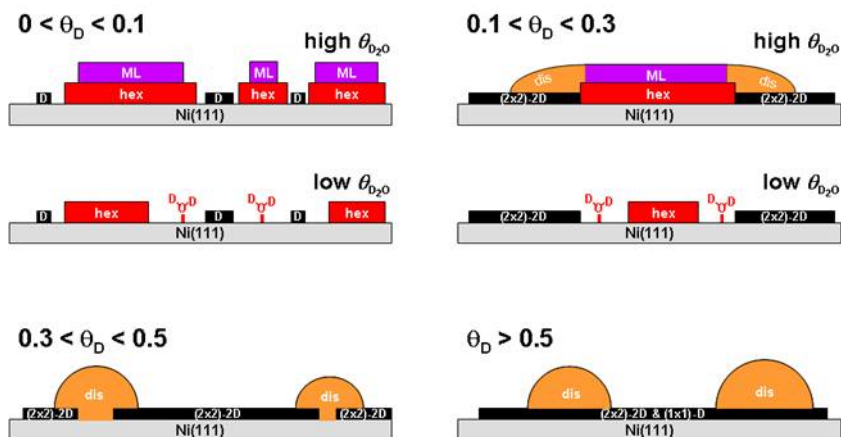 0 < θD < 0.1
high θD2O
ML
ML
ML
D
hex
D
hex
D
hex
Ni(111)
0.1 < θD < 0.3
high θD2O
dis
ML
dis
(2x2)-2D
hex
(2x2)-2D
Ni(111)
low θD2O
D
hex
D D
O
D
D D
O
D
hex
Ni(111)
low θD2O
(2x2)-2D
D D
O
hex
D D
O
(2x2)-2D
Ni(111)
0.3 < θD < 0.5
dis
dis
(2x2)-2D
(2x2)-2D
(2x2)-2D
Ni(111)
θD > 0.5
dis
dis
(2x2)-2D & (1x1)-D
Ni(111)